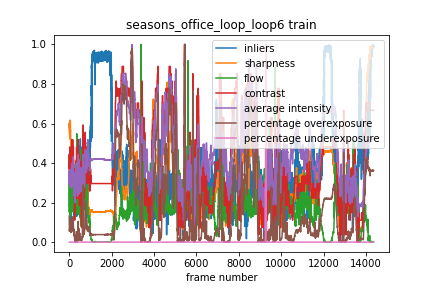 seasons_office_loop_loop6 train
1.0
0.8
0.6
0.4
0.2
0.0
inliers
sharpness
flow
contrast
average intensity
percentage overexposure
percentage underexposure
0 2000 4000 6000 8000 10000 12000 14000
frame number